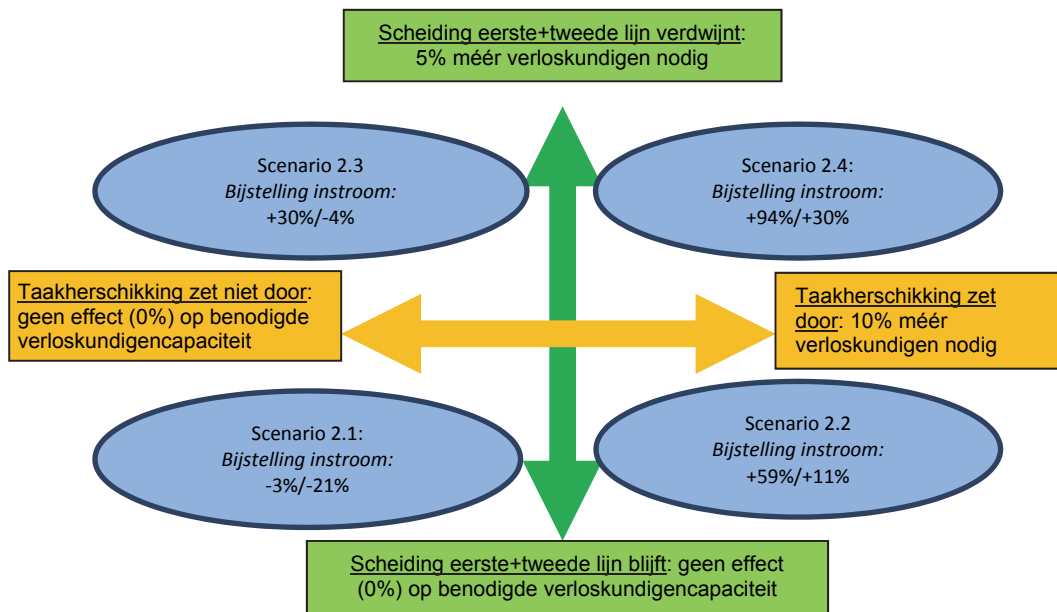 Scheiding eerste+tweede lijn verdwijnt:
5% méér verloskundigen nodig
Scenario 2.3
Bijstelling instroom:
+30%/-4%
Scenario 2.4:
Bijstelling instroom:
+94%/+30%
Taakherschikking zet niet door:
geen effect (0%) op benodigde
verloskundigencapaciteit
Taakherschikking zet
door: 10% méér
verloskundigen nodig
Scenario 2.1:
Bijstelling instroom:
-3%/-21%
Scenario 2.2
Bijstelling instroom:
+59%/+11%
Scheiding eerste+tweede lijn blijft: geen effect
(0%) op benodigde verloskundigencapaciteit